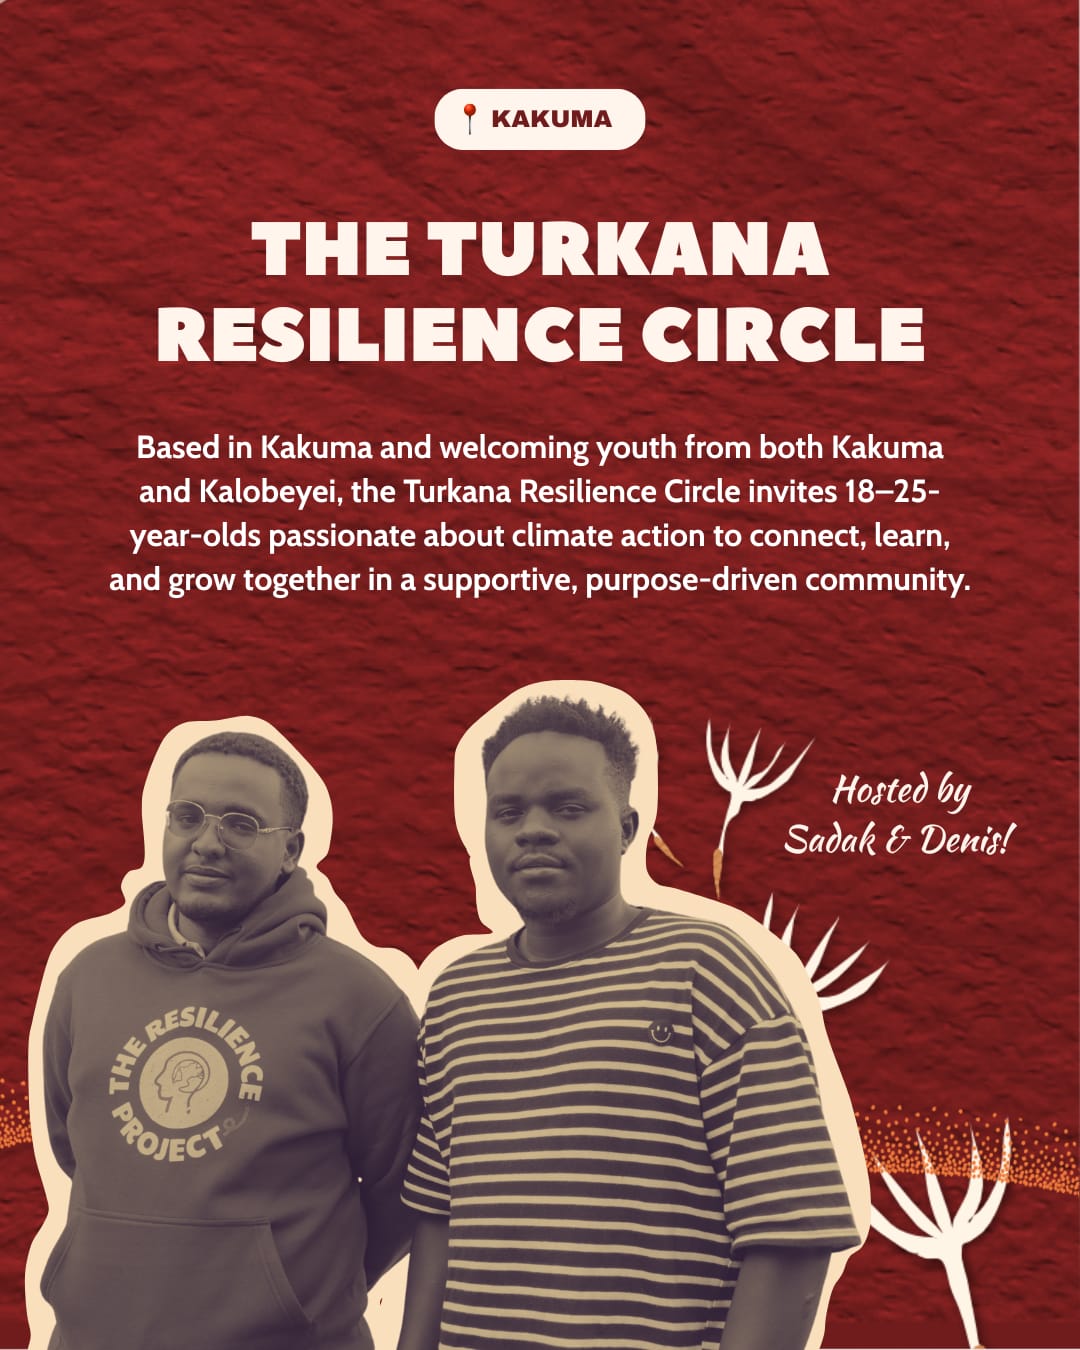 📍 KAKUMA
THE TURKANA
RESILIENCE CIRCLE
Based in Kakuma and welcoming youth from both Kakuma
and Kalobeyei, the Turkana Resilience Circle invites 18–25-
year-olds passionate about climate action to connect, learn,
and grow together in a supportive, purpose-driven community.
Hosted by
Sadak & Denis!
THE RESILIENCE
PROJECT